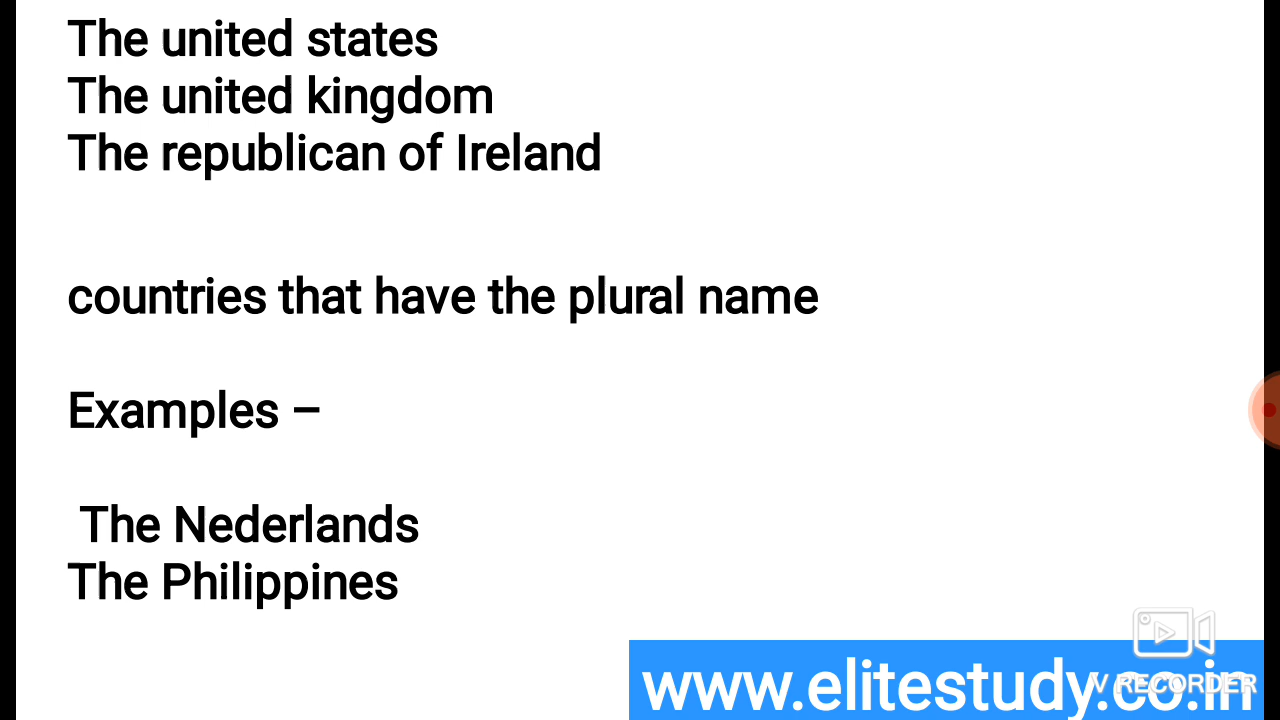 The united states
The united kingdom
The republican of Ireland
countries that have the plural name
Examples –
The Nederlands
The Philippines
www.elitestudy.co.in
V RECORDER